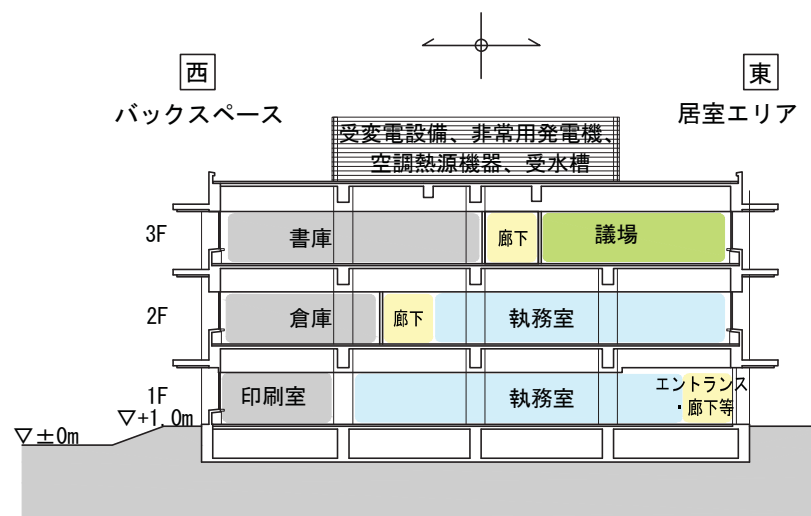 西
東
バックスペース
居室エリア
受変電設備、非常用発電機、
空調熱源機器、受水槽
3F
書庫
廊下
議場
2F
倉庫
廊下
執務室
1F
印刷室
執務室
エントランス
・廊下等
▽+1.0m
▽±0m